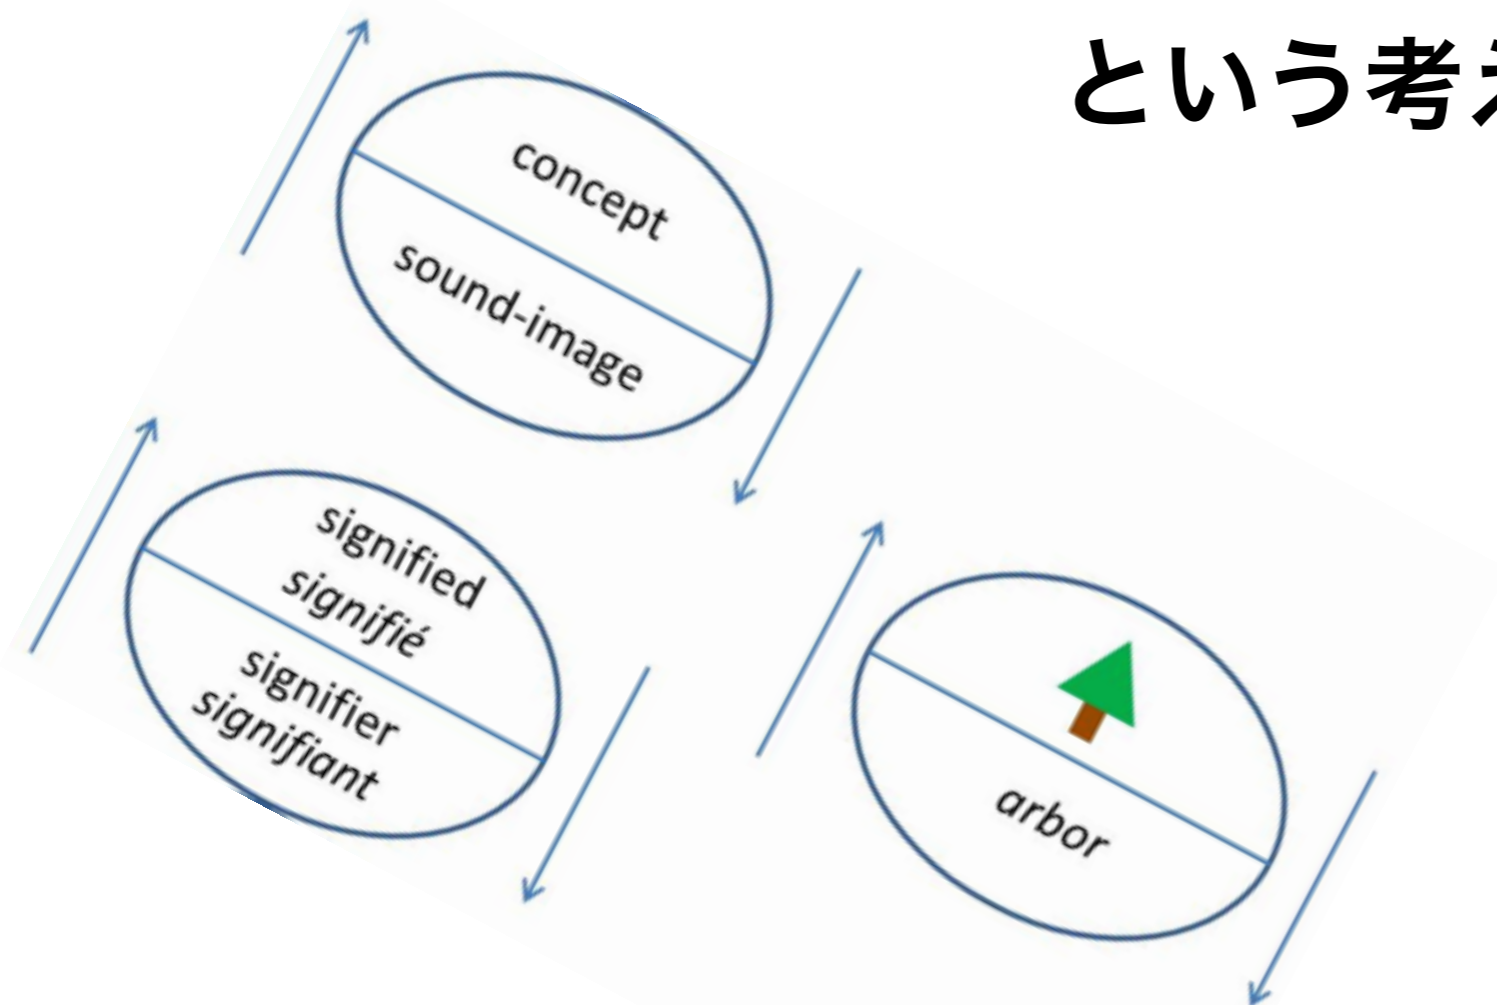 という考
concept
sound-image
signified
signifié
signifier
signifiant
arbor